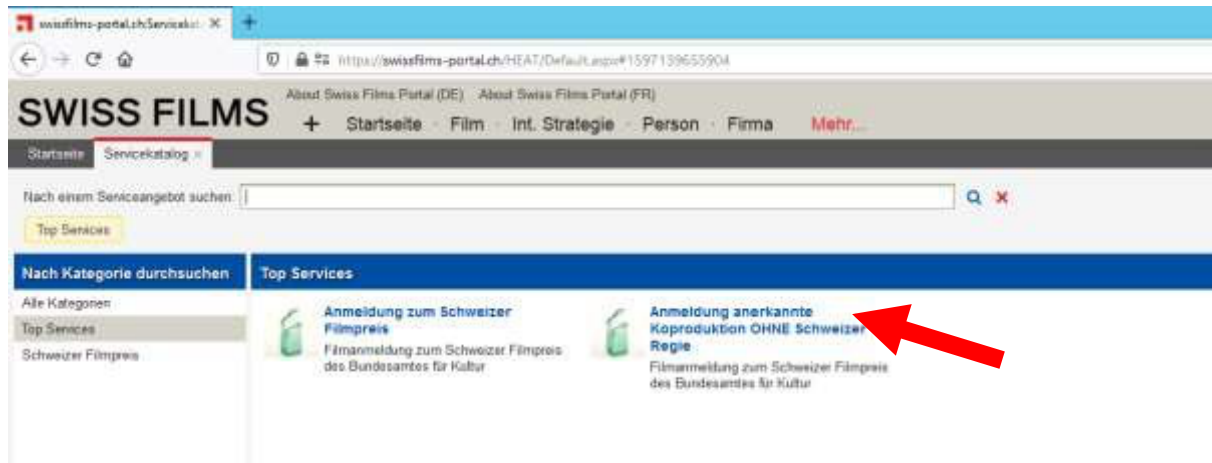 swissfilms-portal.ch:Servicekat
https://swissfilms-portal.ch/HEAT/Default.aspx#1597139655904
SWISS FILMS
About Swiss Films Portal (DE) About Swiss Films Portal (FR)
+ Startseite Film Int. Strategie Person Firma Mehr...
Startseite Servicekatalog
Nach einem Serviceangebot suchen:
Top Services
Nach Kategorie durchsuchen
Alle Kategorien
Top Services
Schweizer Filmpreis
Top Services
Anmeldung zum Schweizer
Filmpreis
Filmanmeldung zum Schweizer Filmpreis
des Bundesamtes für Kultur
Anmeldung anerkannte
Koproduktion OHNE Schweizer
Regie
Filmanmeldung zum Schweizer Filmpreis
des Bundesamtes für Kultur